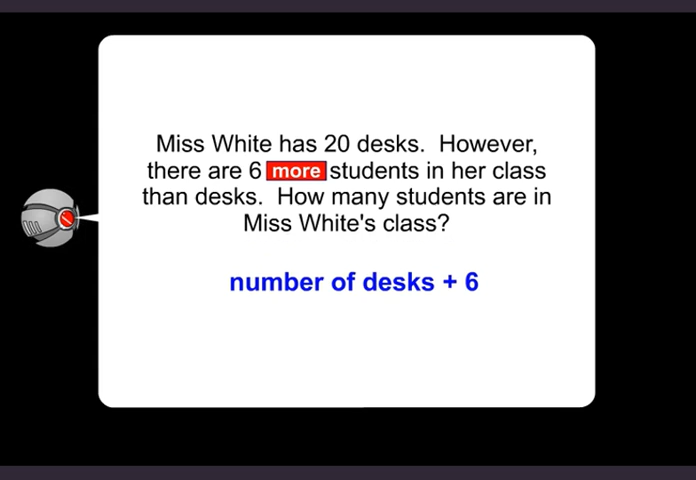 Miss White has 20 desks.  However,
there are 6 more students in her class
than desks.  How many students are in
Miss White's class?
number of desks + 6